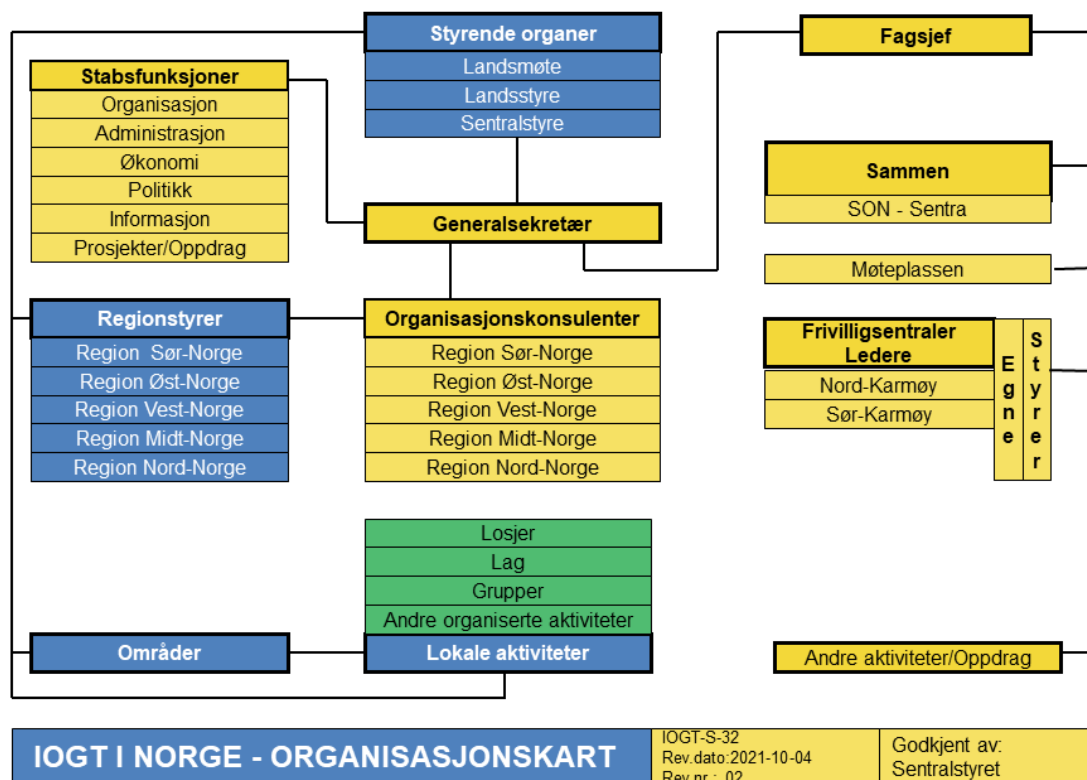 Styrende organer
Landsmøte
Landsstyre
Sentralstyre
Fagsjef
Stabsfunksjoner
Organisasjon
Administrasjon
Økonomi
Politikk
Informasjon
Prosjekter/Oppdrag
Generalsekretær
Sammen
SON - Sentra
Møteplassen
Regionstyrer
Region Sør-Norge
Region Øst-Norge
Region Vest-Norge
Region Midt-Norge
Region Nord-Norge
Organisasjonskonsulenter
Region Sør-Norge
Region Øst-Norge
Region Vest-Norge
Region Midt-Norge
Region Nord-Norge
Frivilligsentraler
Ledere
Nord-Karmøy
Sør-Karmøy
Egne
Styrer
Losjer
Lag
Grupper
Andre organiserte aktiviteter
Områder
Lokale aktiviteter
Andre aktiviteter/Oppdrag
IOGT I NORGE - ORGANISASJONSKART
IOGT-S-32
Rev.dato:2021-10-04
Rev.nr.: 02
Godkjent av:
Sentralstyret